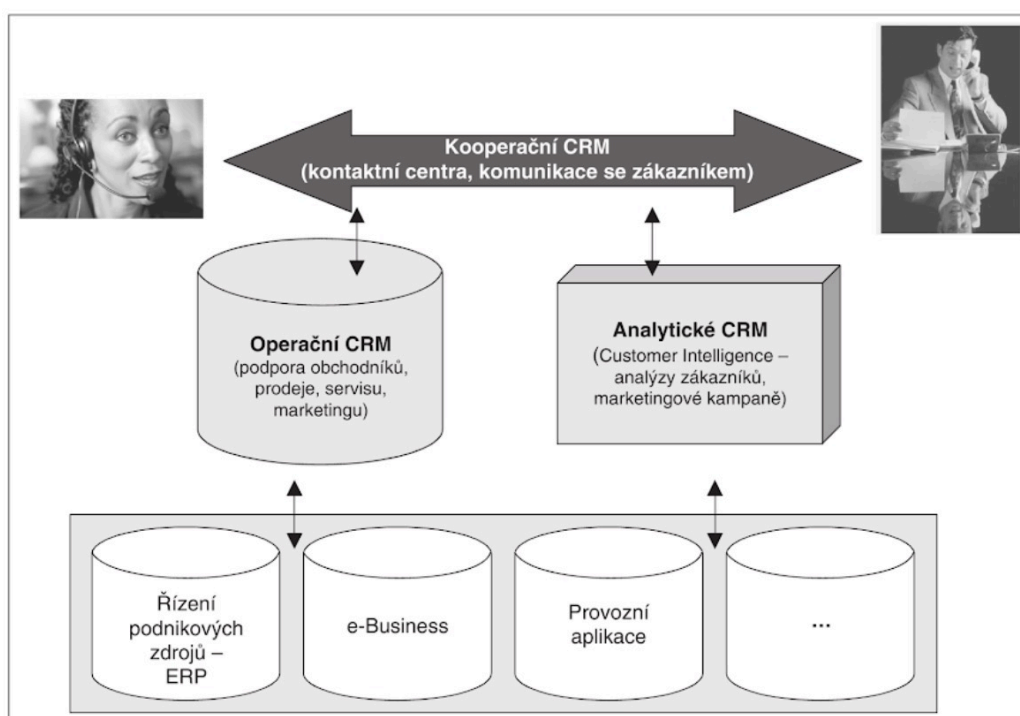 Kooperační CRM
(kontaktní centra, komunikace se zákazníkem)
Operační CRM
(podpora obchodníků,
prodeje, servisu,
marketingu)
Analytické CRM
(Customer Intelligence –
analýzy zákazníků,
marketingové kampaně)
Řízení
podnikových
zdrojů –
ERP
e-Business
Provozní
aplikace
...